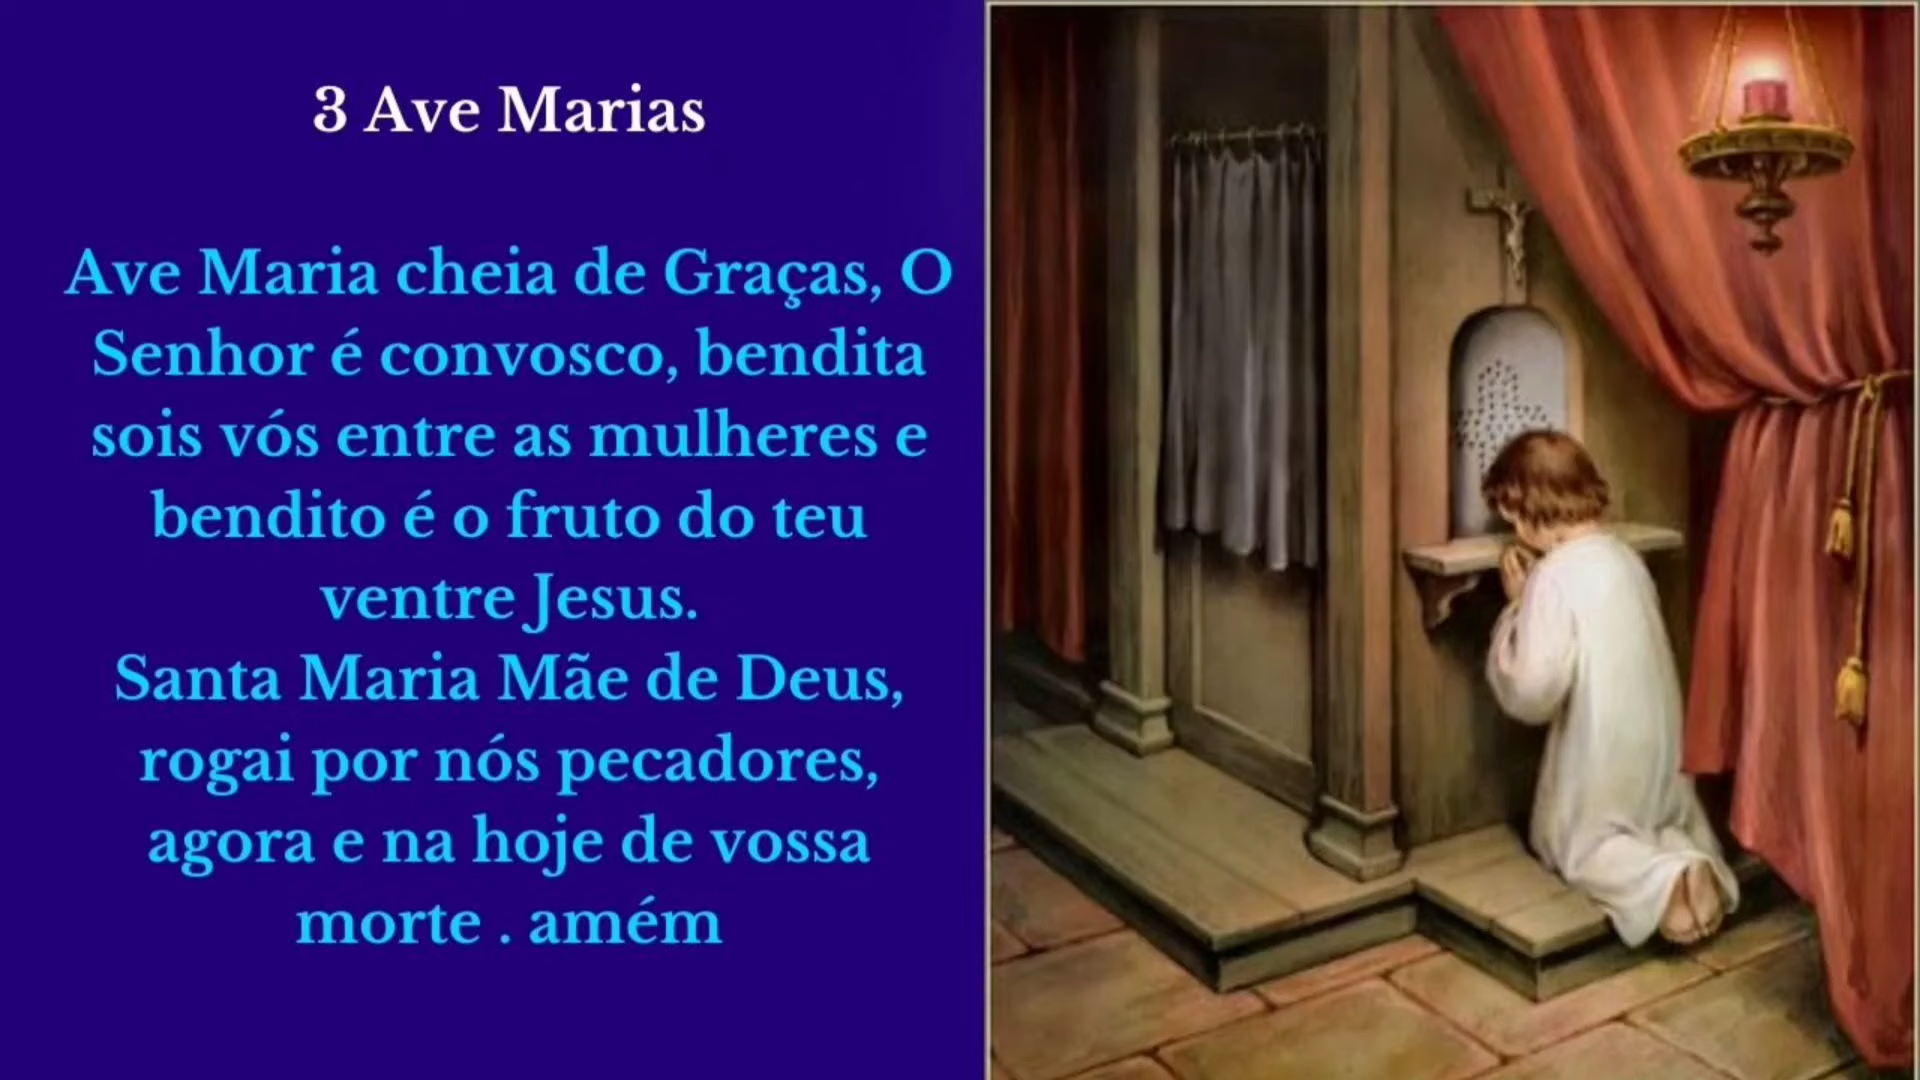 3 Ave Marias
Ave Maria cheia de Graças, O
Senhor é convosco, bendita
sois vós entre as mulheres e
bendito é o fruto do teu
ventre Jesus.
Santa Maria Mãe de Deus,
rogai por nós pecadores,
agora e na hoje de vossa
morte . amém